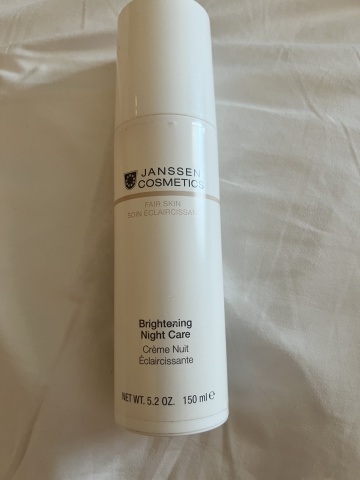 JANSSEN
COSMETICS
FAIR SKIN
SOIN ÉCLAIRCISSANT
Brightening
Night Care
Crème Nuit
Éclaircissante
NET WT. 5.2 OZ. 150 ml ℮